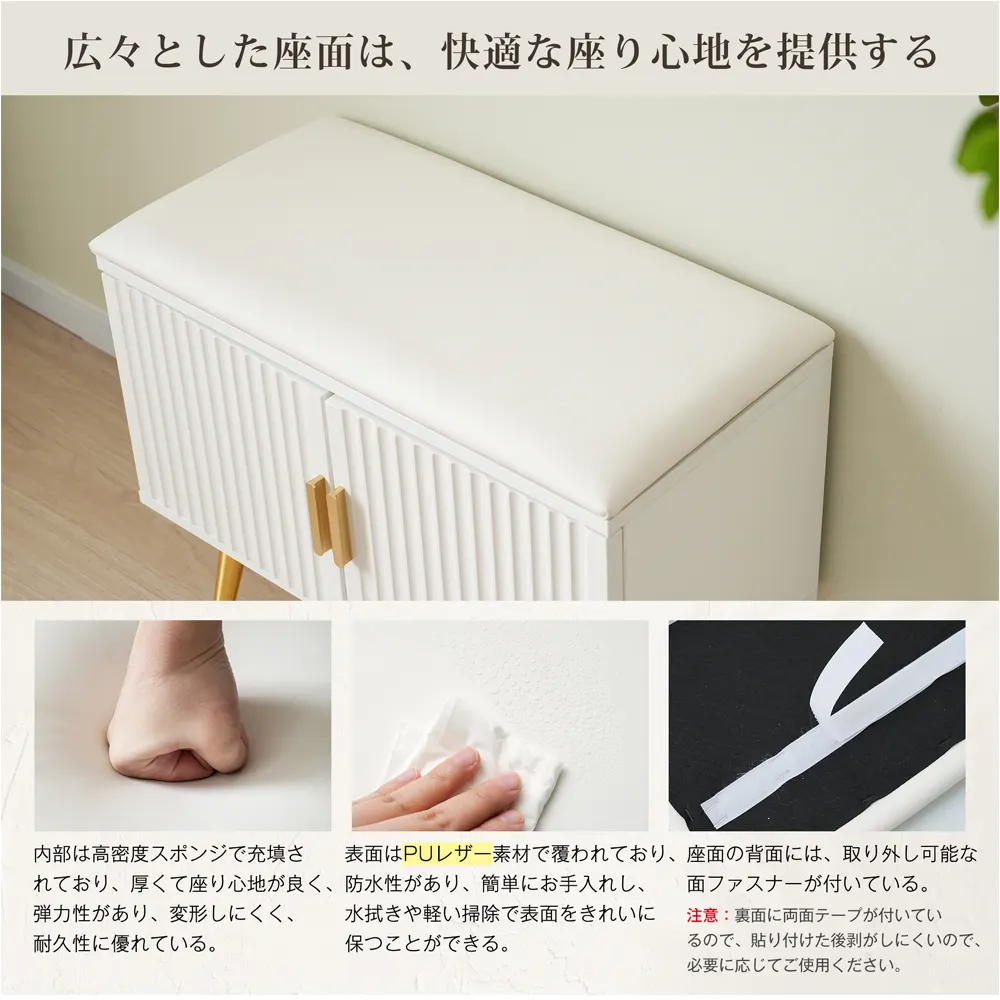 広々とした座面は、快適な座り心地を提供する
内部は高密度スポンジで充填さ
れており、厚くて座り心地が良く、
弾力性があり、変形しにくく、
耐久性に優れている。
表面はPUレザー素材で覆われており、
防水性があり、簡単にお手入れし、
水拭きや軽い掃除で表面をきれいに
保つことができる。
座面の背面には、取り外し可能な
面ファスナーが付いている。
注意：裏面に両面テープが付いてい
るので、貼り付けた後剥がしにくいので、
必要に応じてご使用ください。